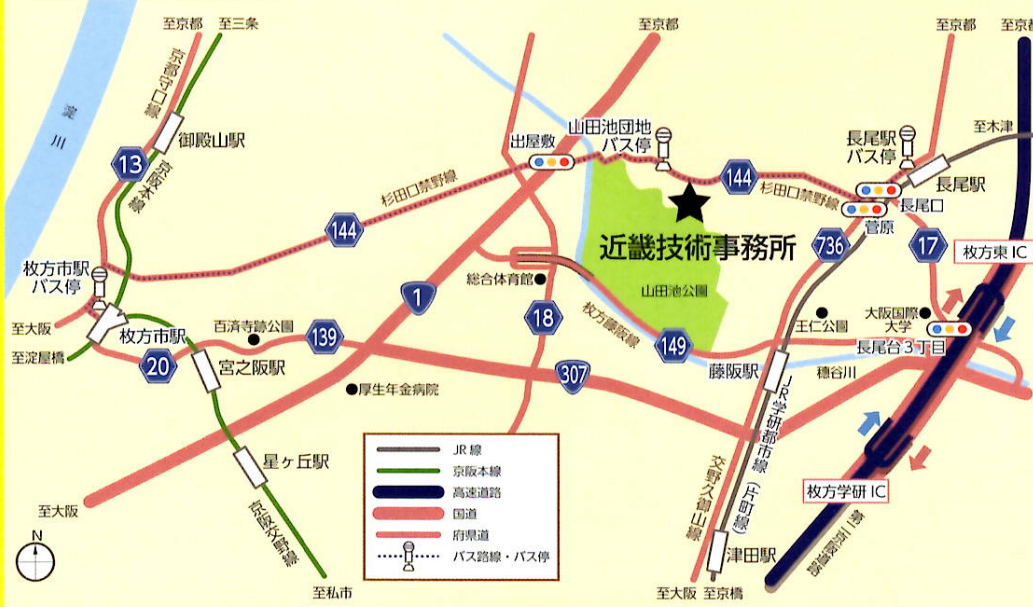 至京都
至三条
至京都
至京都
至京都
京都守口線
淀川
御殿山駅
13
京阪本線
出屋敷
山田池団地
バス停
長尾駅
バス停
至木津
長尾駅
144
杉田口禁野線
長尾口
菅原
杉田口禁野線
144
近畿技術事務所
736
17
枚方東 IC
枚方市駅
バス停
1
総合体育館
18
山田池公園
枚方藤阪線
149
王仁公園
大阪国際
大学
長尾台3丁目
至大阪
枚方市駅
至淀屋橋
20
百済寺跡公園
139
宮之阪駅
307
藤阪駅
穂谷川
厚生年金病院
JR学研都市線(片町線)
交野久御山線
星ヶ丘駅
京阪交野線
枚方学研 IC
第二京阪道路
津田駅
至大阪
至私市
至大阪
至京橋
N
JR 線
京阪本線
高速道路
国道
府県道
バス路線・バス停